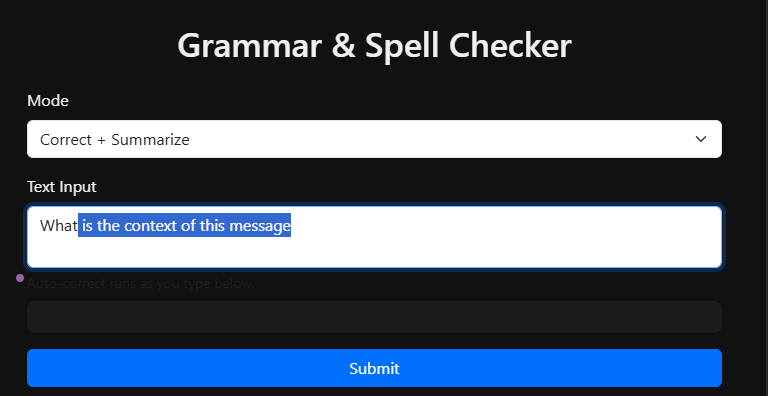 Grammar & Spell Checker
Mode
Correct + Summarize
Text Input
What is the context of this message
Auto-correct runs as you type below.
Submit